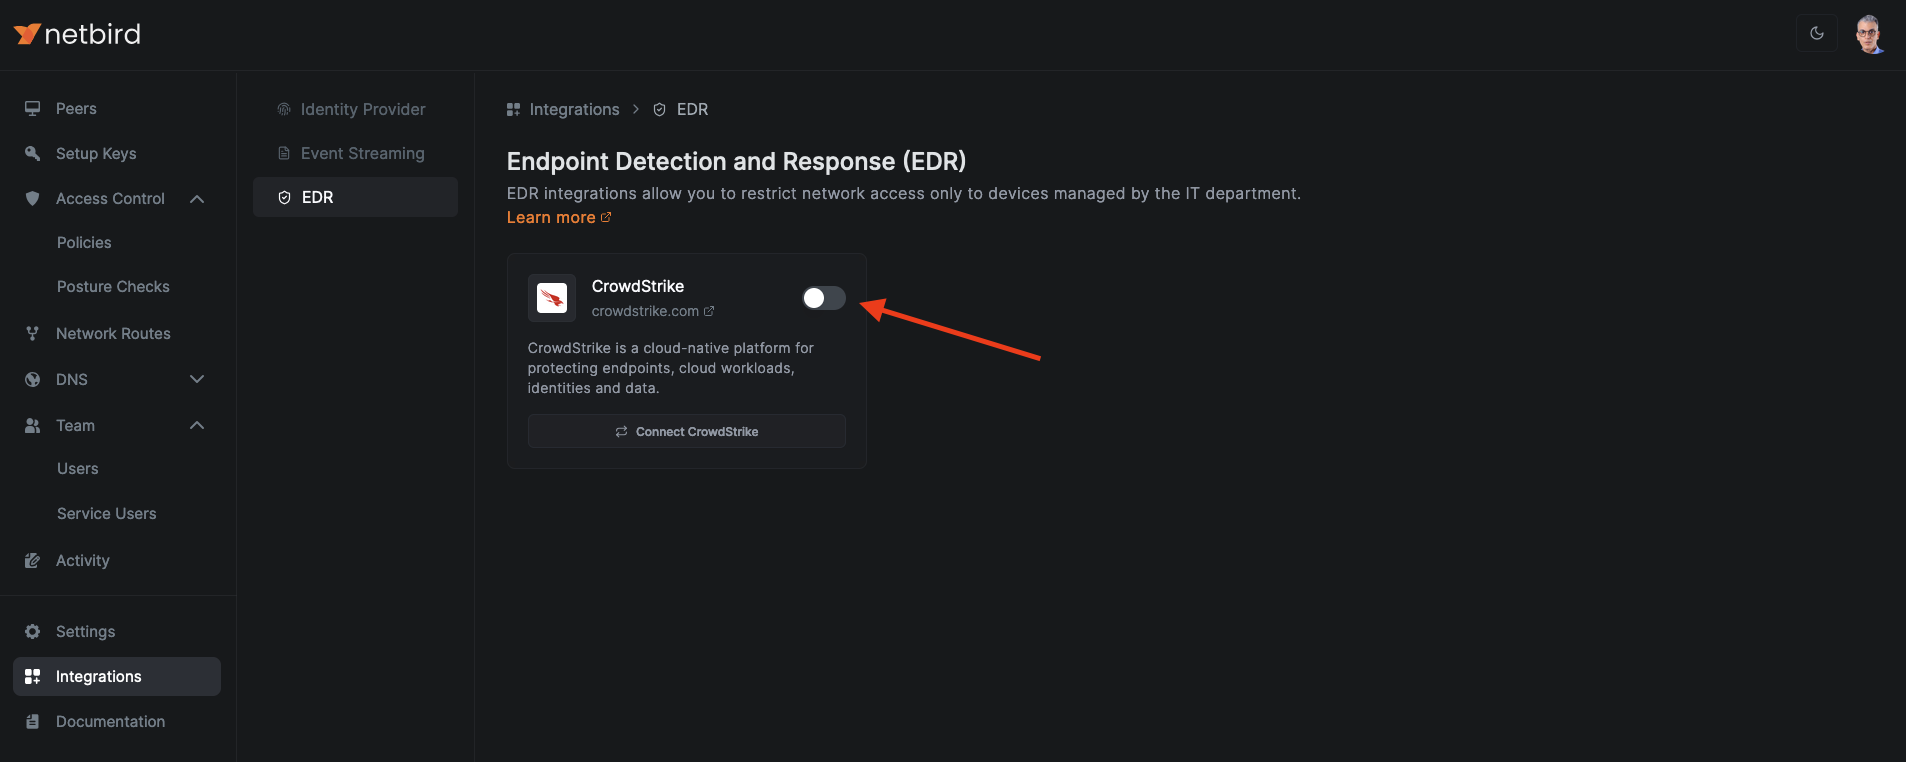 netbird
Peers
Setup Keys
Access Control
Policies
Posture Checks
Network Routes
DNS
Team
Users
Service Users
Activity
Settings
Integrations
Documentation
Identity Provider
Event Streaming
EDR
Integrations > EDR
Endpoint Detection and Response (EDR)
EDR integrations allow you to restrict network access only to devices managed by the IT department.
Learn more
CrowdStrike
crowdstrike.com
CrowdStrike is a cloud-native platform for
protecting endpoints, cloud workloads,
identities and data.
Connect CrowdStrike